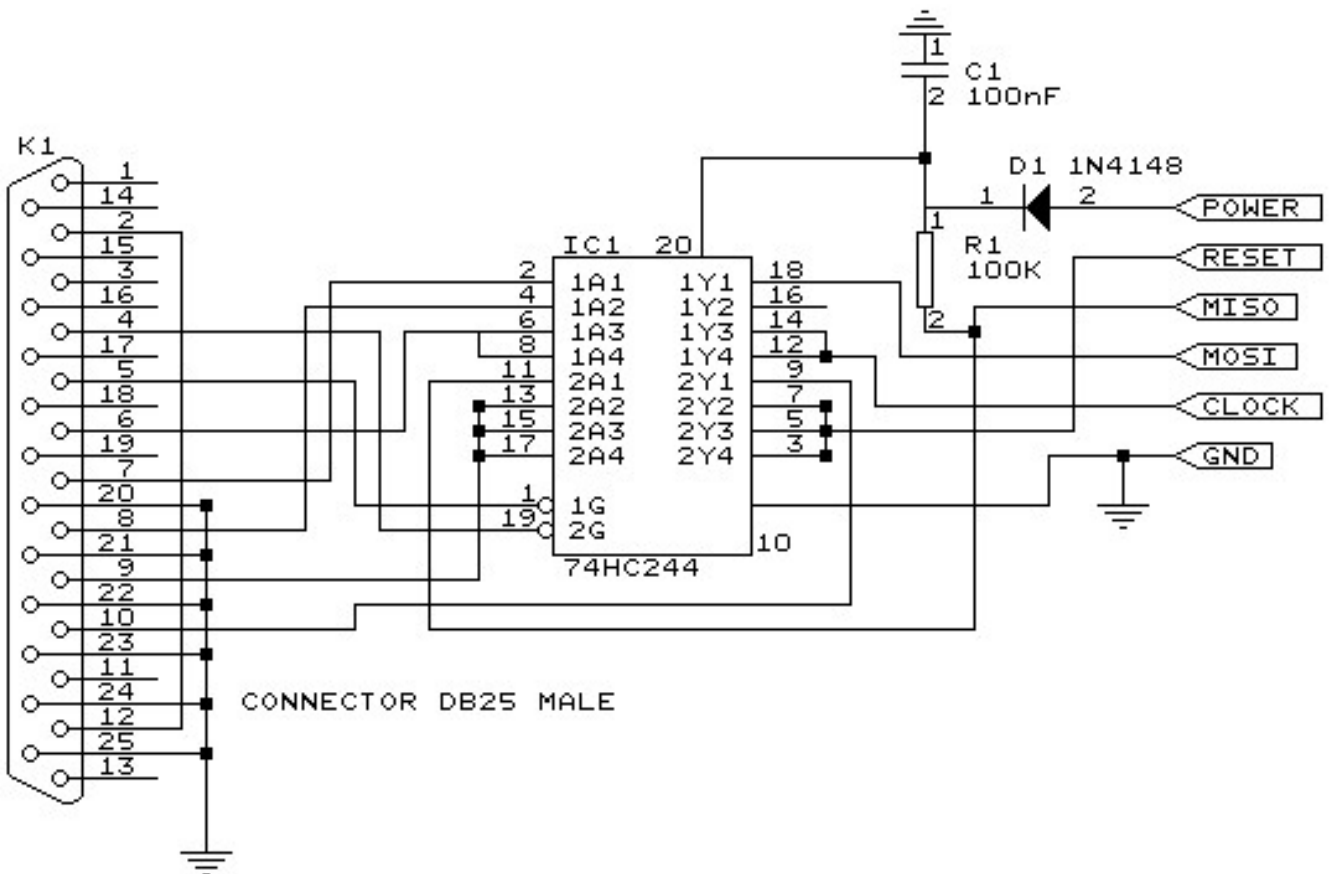 1
C1
2 100nF
K1
1
14
2
15
3
16
4
17
5
18
6
19
7
20
8
21
9
22
10
23
11
24
12
25
13
D1 1N4148
1 2
POWER
1
R1
100K
2
RESET
MISO
MOSI
CLOCK
GND
IC1 20
2 1A1 1Y1 18
4 1A2 1Y2 16
6 1A3 1Y3 14
8 1A4 1Y4 12
11 2A1 2Y1 9
13 2A2 2Y2 7
15 2A3 2Y3 5
17 2A4 2Y4 3
1 1G
19 2G
10
74HC244
CONNECTOR DB25 MALE